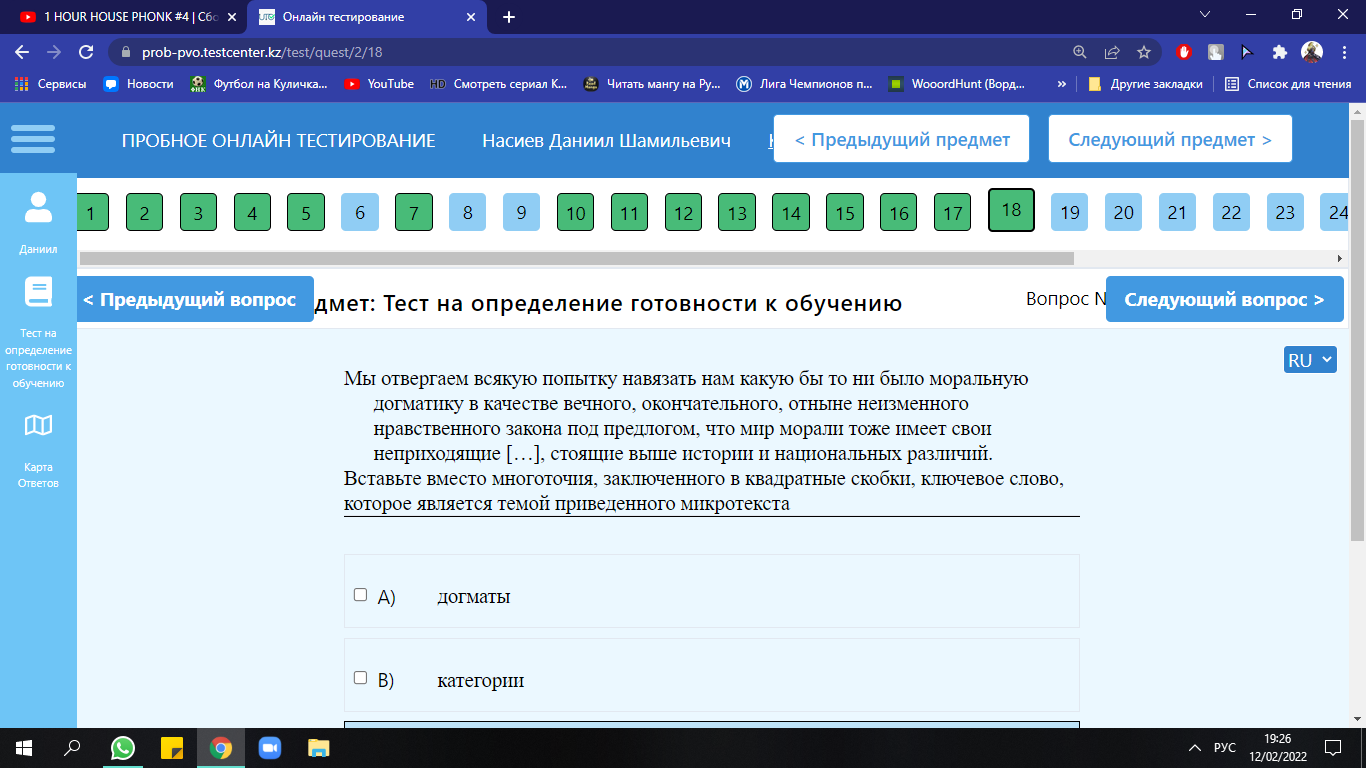 1 HOUR HOUSE PHONK #4 | Сбо
Онлайн тестирование
prob-pvo.testcenter.kz/test/quest/2/18
Сервисы
Новости
Футбол на Куличка...
YouTube
HD Смотреть сериал К...
Читать мангу на Ру...
Лига Чемпионов п...
WooordHunt (Ворд...
»
Другие закладки
Список для чтения
ПРОБНОЕ ОНЛАЙН ТЕСТИРОВАНИЕ
Насиев Даниил Шамильевич
< Предыдущий предмет
Следующий предмет >
1 2 3 4 5 6 7 8 9 10 11 12 13 14 15 16 17 18 19 20 21 22 23 24
Даниил
Тест на
определение
готовности к
обучению
Карта
Ответов
< Предыдущий вопрос
дмет: Тест на определение готовности к обучению
Вопрос N
Следующий вопрос >
RU
Мы отвергаем всякую попытку навязать нам какую бы то ни было моральную
догматику в качестве вечного, окончательного, отныне неизменного
нравственного закона под предлогом, что мир морали тоже имеет свои
неприходящие […], стоящие выше истории и национальных различий.
Вставьте вместо многоточия, заключенного в квадратные скобки, ключевое слово,
которое является темой приведенного микротекста
A) догматы
B) категории
РУС
19:26
12/02/2022